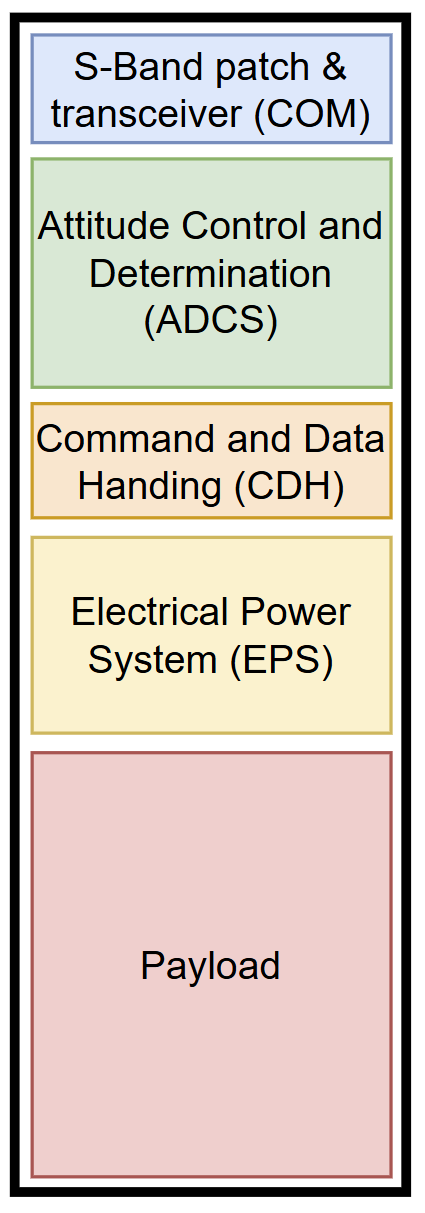 S-Band patch &
transceiver (COM)
Attitude Control and
Determination
(ADCS)
Command and Data
Handing (CDH)
Electrical Power
System (EPS)
Payload